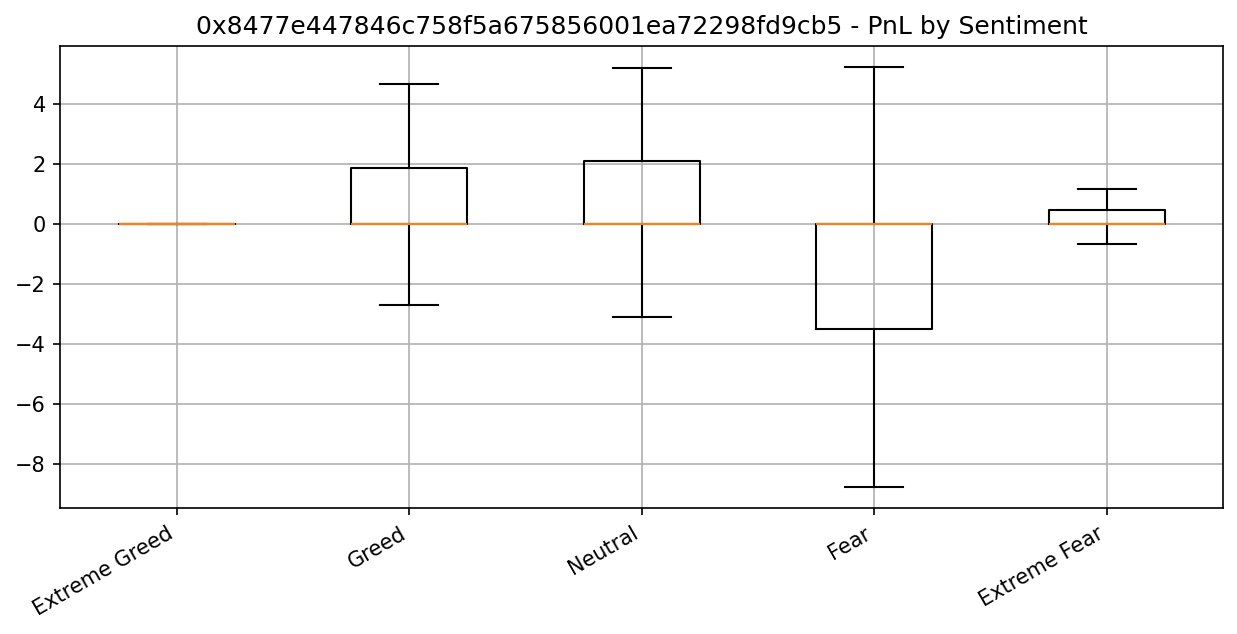 0x8477e447846c758f5a675856001ea72298fd9cb5 - PnL by Sentiment
4
2
0
−2
−4
−6
−8
Extreme Greed
Greed
Neutral
Fear
Extreme Fear